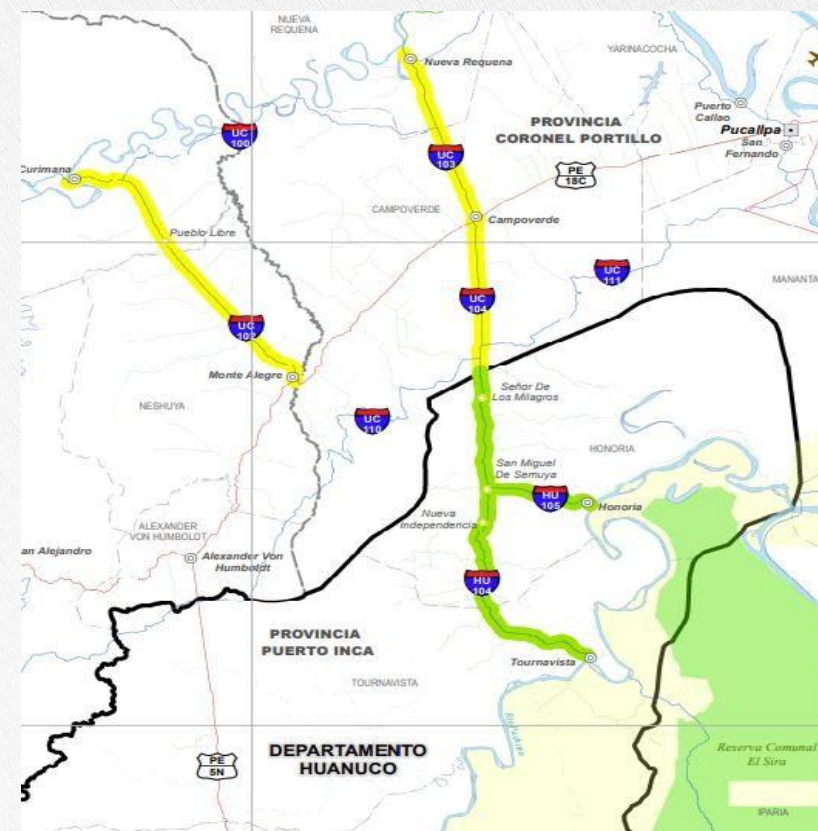 NUEVA
REQUENA
Nueva Requena
YARINACOCHA
Puerto
Callao
Pucallpa
San
Fernando
PROVINCIA
CORONEL PORTILLO
UC
100
UC
103
PE
18C
Curimana
CAMPOVERDE
Campoverde
Pueblo Libre
UC
111
MANANTA
UC
104
UC
102
Monte Alegre
Señor De
Los Milagros
NESHUYA
UC
110
HONORIA
San Miguel
De Semuya
HU
105
Honoria
Nueva
Independencia
ALEXANDER
VON HUMBOLDT
an Alejandro
Alexander Von
Humboldt
HU
104
PROVINCIA
PUERTO INCA
Tournavista
TOURNAVISTA
DEPARTAMENTO
HUANUCO
PE
5N
Reserva Comunal
El Sira
IPARIA